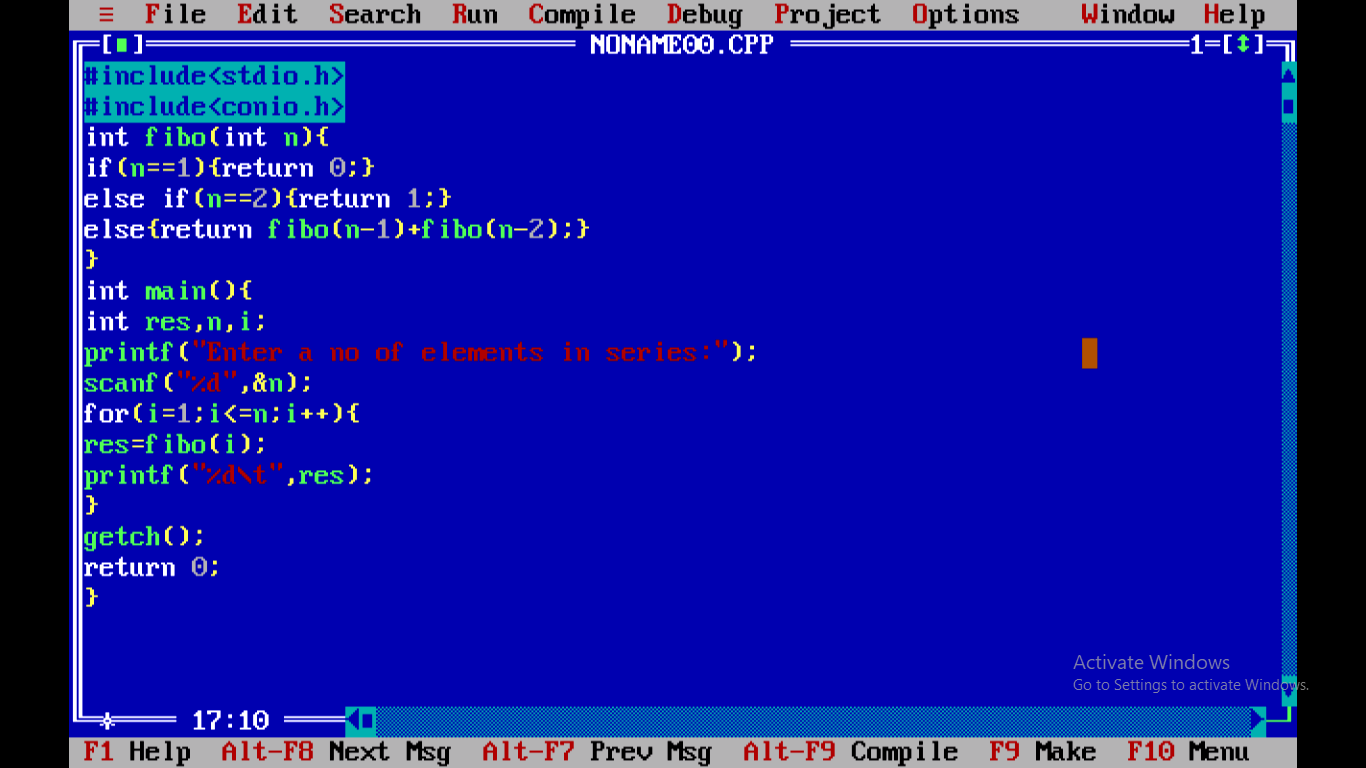 ≡ File Edit Search Run Compile Debug Project Options Window Help
[■] NONAME00.CPP 1=[↕]
#include<stdio.h>
#include<conio.h>
int fibo(int n){
if(n==1){return 0;}
else if(n==2){return 1;}
else{return fibo(n-1)+fibo(n-2);}
}
int main(){
int res,n,i;
printf("Enter a no of elements in series:");
scanf("%d",&n);
for(i=1;i<=n;i++){
res=fibo(i);
printf("%d\t",res);
}
getch();
return 0;
}
Activate Windows
Go to Settings to activate Windows.
17:10
F1 Help Alt-F8 Next Msg Alt-F7 Prev Msg Alt-F9 Compile F9 Make F10 Menu